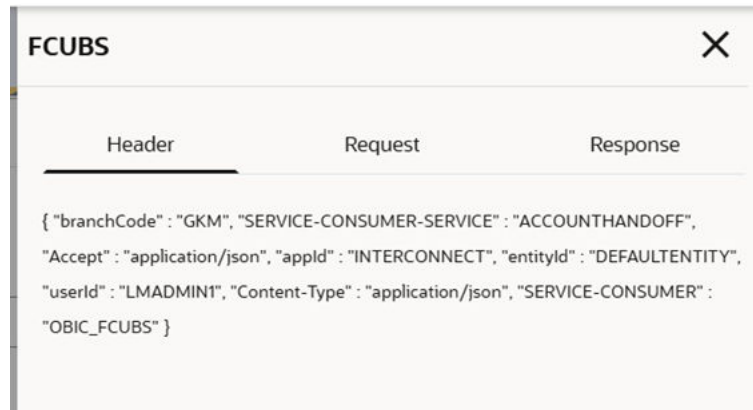 FCUBS
Header Request Response
{ "branchCode" : "GKM", "SERVICE-CONSUMER-SERVICE" : "ACCOUNTHANDOFF",
"Accept" : "application/json", "appId" : "INTERCONNECT", "entityId" : "DEFAULTENTITY",
"userId" : "LMADMIN1", "Content-Type" : "application/json", "SERVICE-CONSUMER" :
"OBIC_FCUBS" }